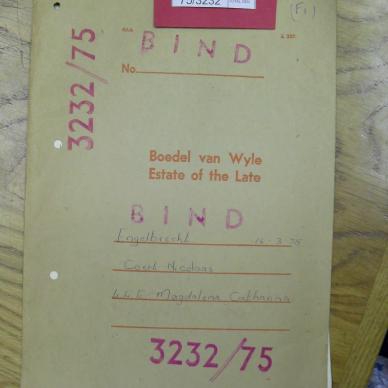 75/3232
(F1)
3232/75
BIND
No.
Boedel van Wyle
Estate of the Late
BIND
Engelbrecht 16-3-75
Coert Nicolaas
Magdalena Catharina
3232/75